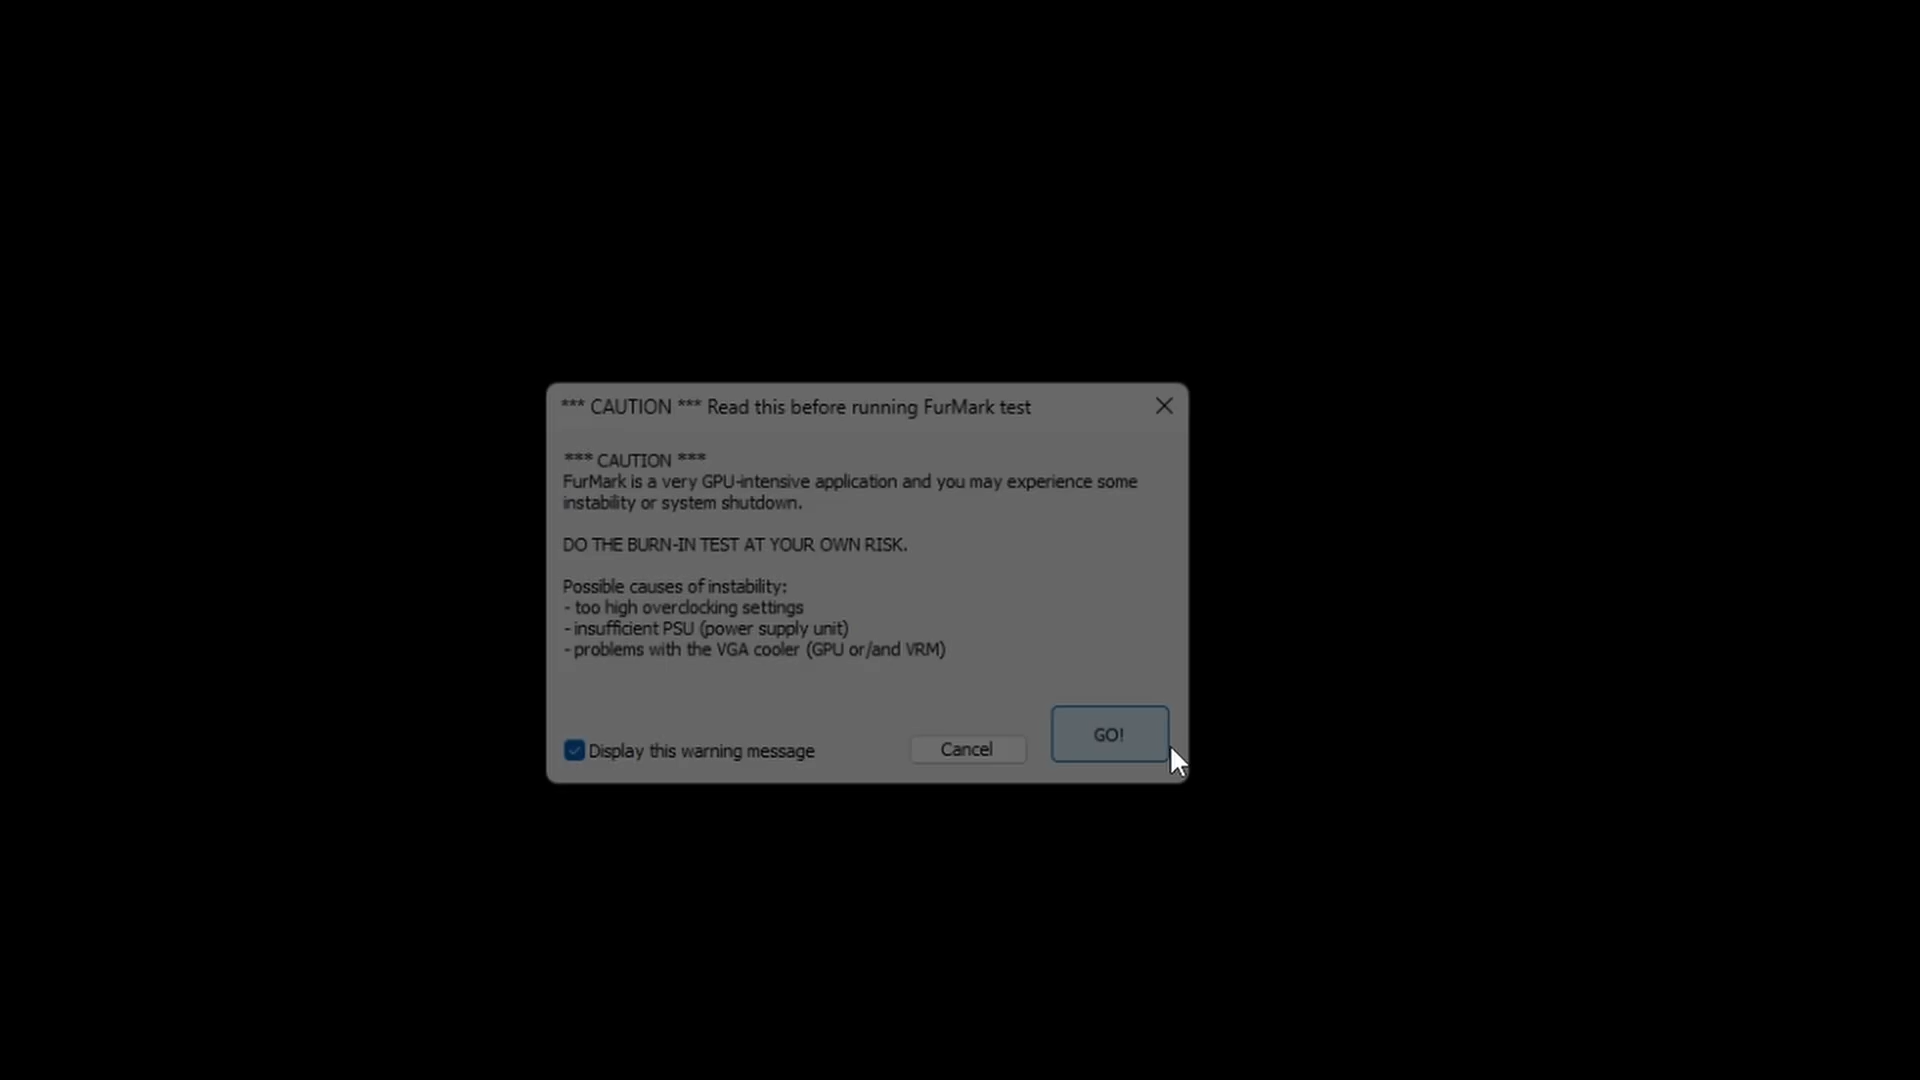 *** CAUTION *** Read this before running FurMark test
*** CAUTION ***
FurMark is a very GPU-intensive application and you may experience some
instability or system shutdown.
DO THE BURN-IN TEST AT YOUR OWN RISK.
Possible causes of instability:
- too high overclocking settings
- insufficient PSU (power supply unit)
- problems with the VGA cooler (GPU or/and VRM)
Display this warning message
Cancel
GO!